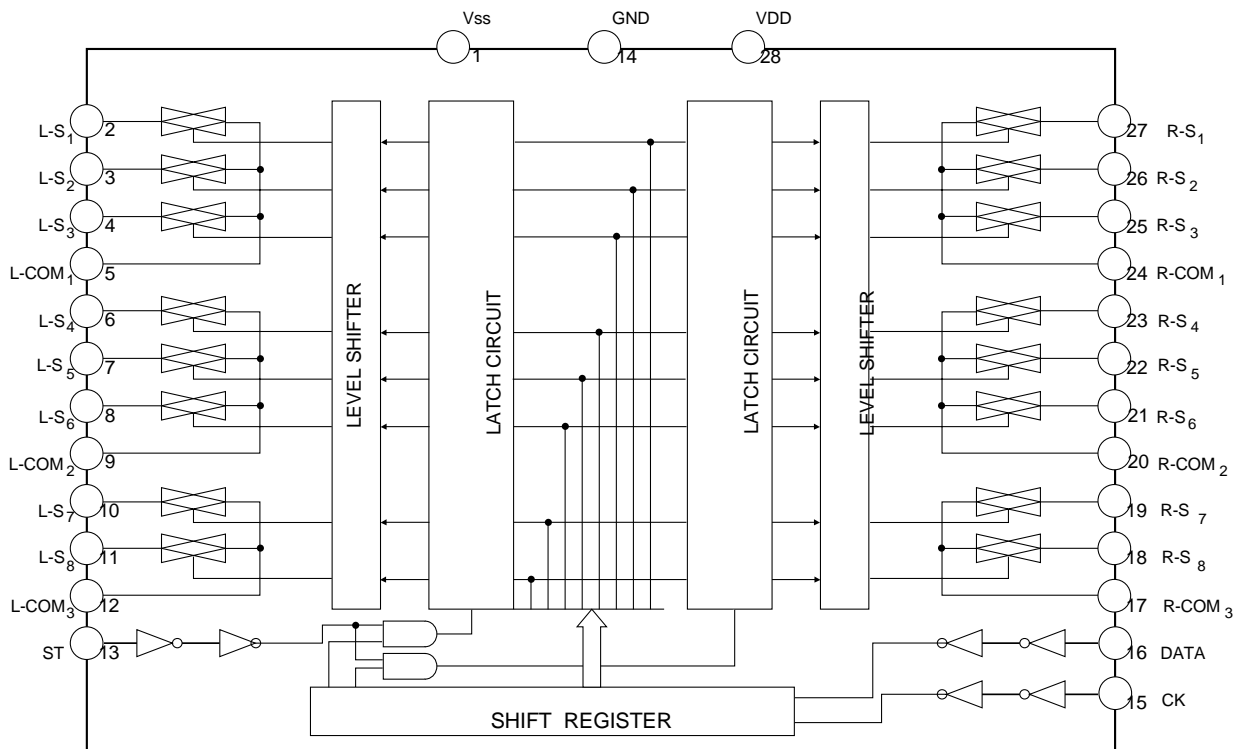 Vss GND VDD
1 14 28
L-S1 2
L-S2 3
L-S3 4
L-COM1 5
L-S4 6
L-S5 7
L-S6 8
L-COM2 9
L-S7 10
L-S8 11
L-COM3 12
ST 13
LEVEL SHIFTER
LATCH CIRCUIT
LATCH CIRCUIT
LEVEL SHIFTER
27 R-S1
26 R-S2
25 R-S3
24 R-COM1
23 R-S4
22 R-S5
21 R-S6
20 R-COM2
19 R-S7
18 R-S8
17 R-COM3
16 DATA
15 CK
SHIFT REGISTER